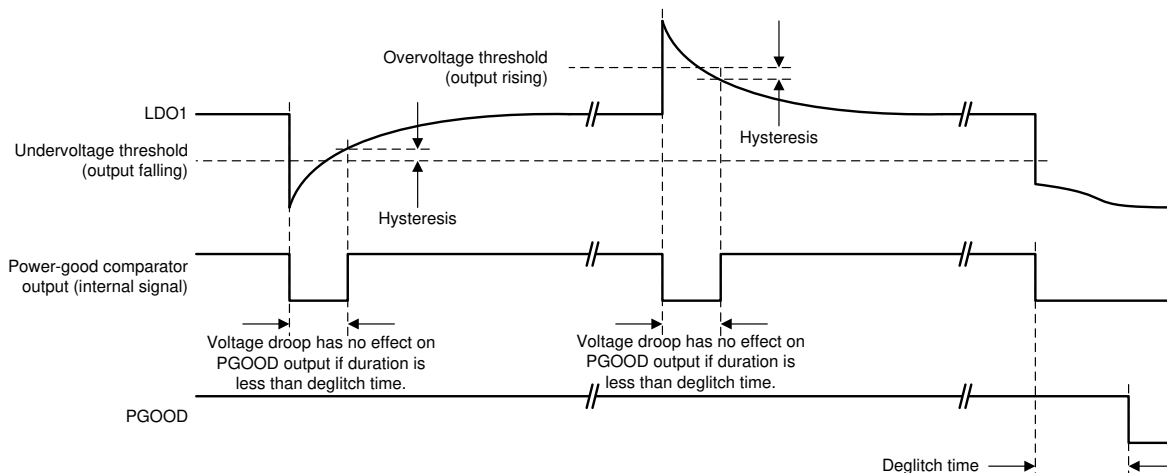 Overvoltage threshold
(output rising)
LDO1
Hysteresis
Undervoltage threshold
(output falling)
Hysteresis
Power-good comparator
output (internal signal)
Voltage droop has no effect on
PGOOD output if duration is
less than deglitch time.
Voltage droop has no effect on
PGOOD output if duration is
less than deglitch time.
PGOOD
Deglitch time